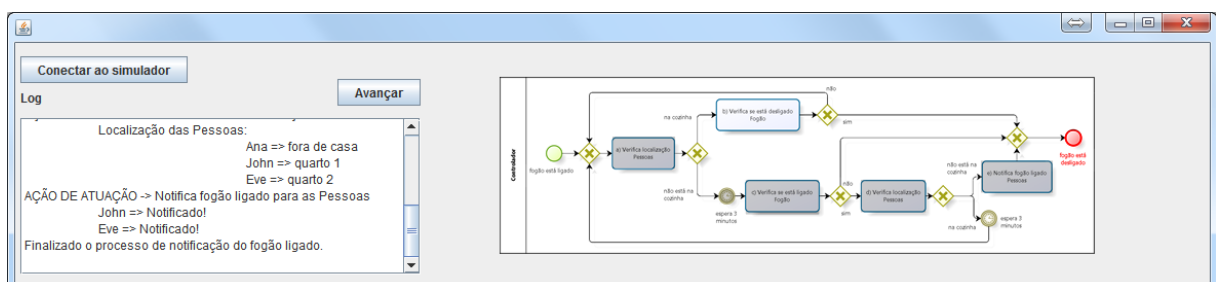 Conectar ao simulador
Log
Avançar
Localização das Pessoas:
Ana => fora de casa
John => quarto 1
Eve => quarto 2
AÇÃO DE ATUAÇÃO -> Notifica fogão ligado para as Pessoas
John => Notificado!
Eve => Notificado!
Finalizado o processo de notificação do fogão ligado.
Controlador
fogão está ligado
a) Verifica localização
Pessoas
na cozinha
b) Verifica se está desligado
Fogão
não
sim
não está na
cozinha
espera 3
minutos
c) Verifica se está ligado
Fogão
não
sim
d) Verifica localização
Pessoas
não está na
cozinha
e) Notifica fogão ligado
Pessoas
na cozinha
espera 3
minutos
fogão está
desligado